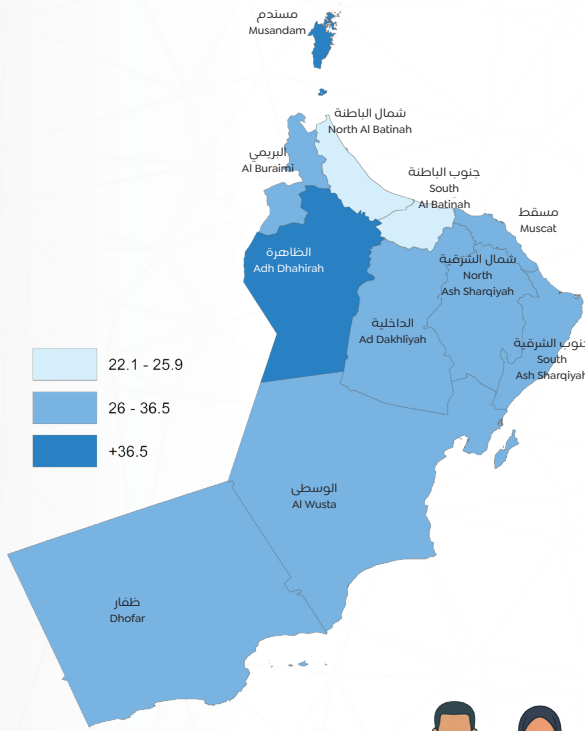 مسندم
Musandam
شمال الباطنة
North Al Batinah
البريمي
Al Buraimi
جنوب الباطنة
South
Al Batinah
مسقط
Muscat
الظاهرة
Adh Dhahirah
شمال الشرقية
North
Ash Sharqiyah
الداخلية
Ad Dakhliyah
جنوب الشرقية
South
Ash Sharqiyah
22.1 - 25.9
26 - 36.5
+36.5
الوسطى
Al Wusta
ظفار
Dhofar